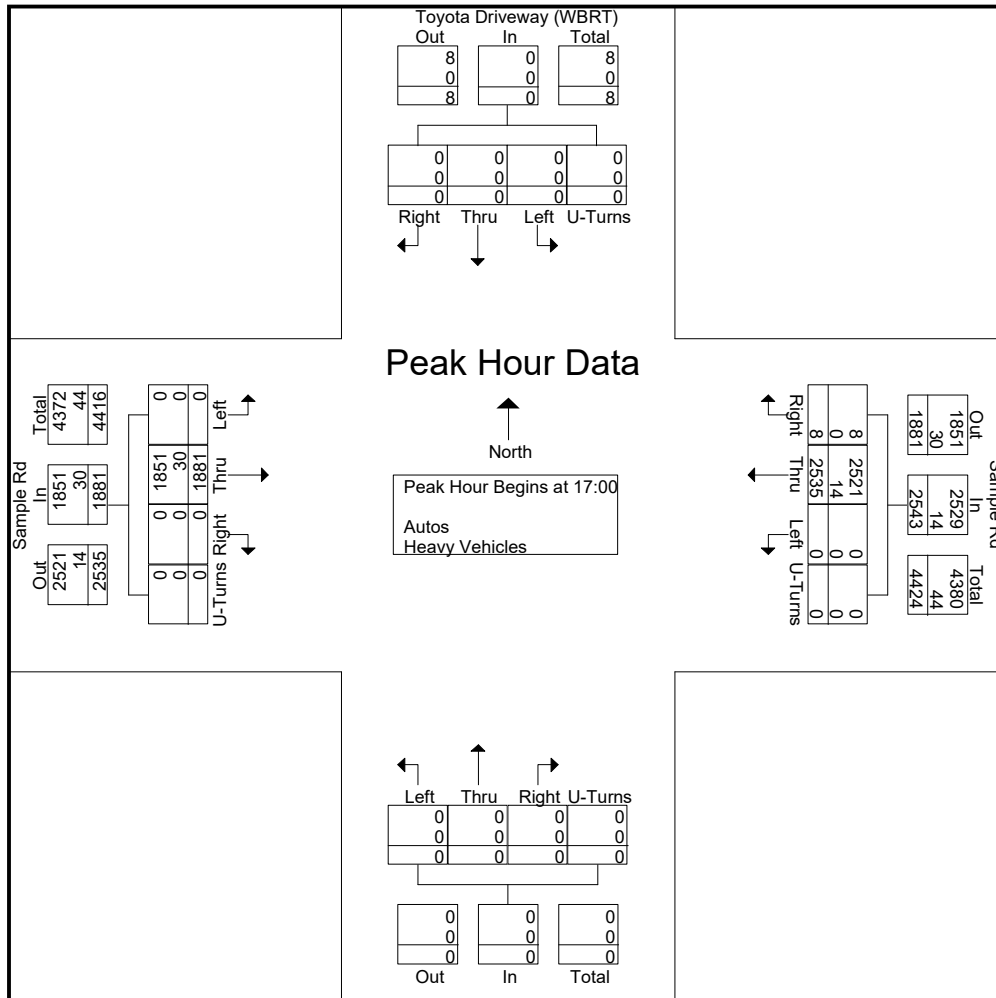 Toyota Driveway (WBRT)
Out In Total
8 0 8
0 0 0
8 0 8
0 0 0 0
0 0 0 0
0 0 0 0
Right Thru Left U-Turns
Peak Hour Data
North
Peak Hour Begins at 17:00
Autos
Heavy Vehicles
Sample Rd
Out In Total
2521 1851 4372
14 30 44
2535 1881 4416
U-Turns Right Thru Left
0 0 1851 0
0 0 30 0
0 0 1881 0
Sample Rd
Out In Total
1851 2529 4380
30 14 44
1881 2543 4424
8 2521 0 0
0 14 0 0
8 2535 0 0
Right Thru Left U-Turns
Left Thru Right U-Turns
0 0 0 0
0 0 0 0
0 0 0 0
0 0 0
0 0 0
0 0 0
Out In Total